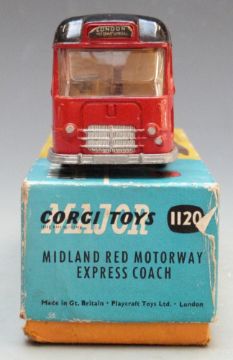 LONDON
MAJOR
CORGI TOYS
1120
MIDLAND RED MOTORWAY
EXPRESS COACH
Made in Gt. Britain • Playcraft Toys Ltd. • London